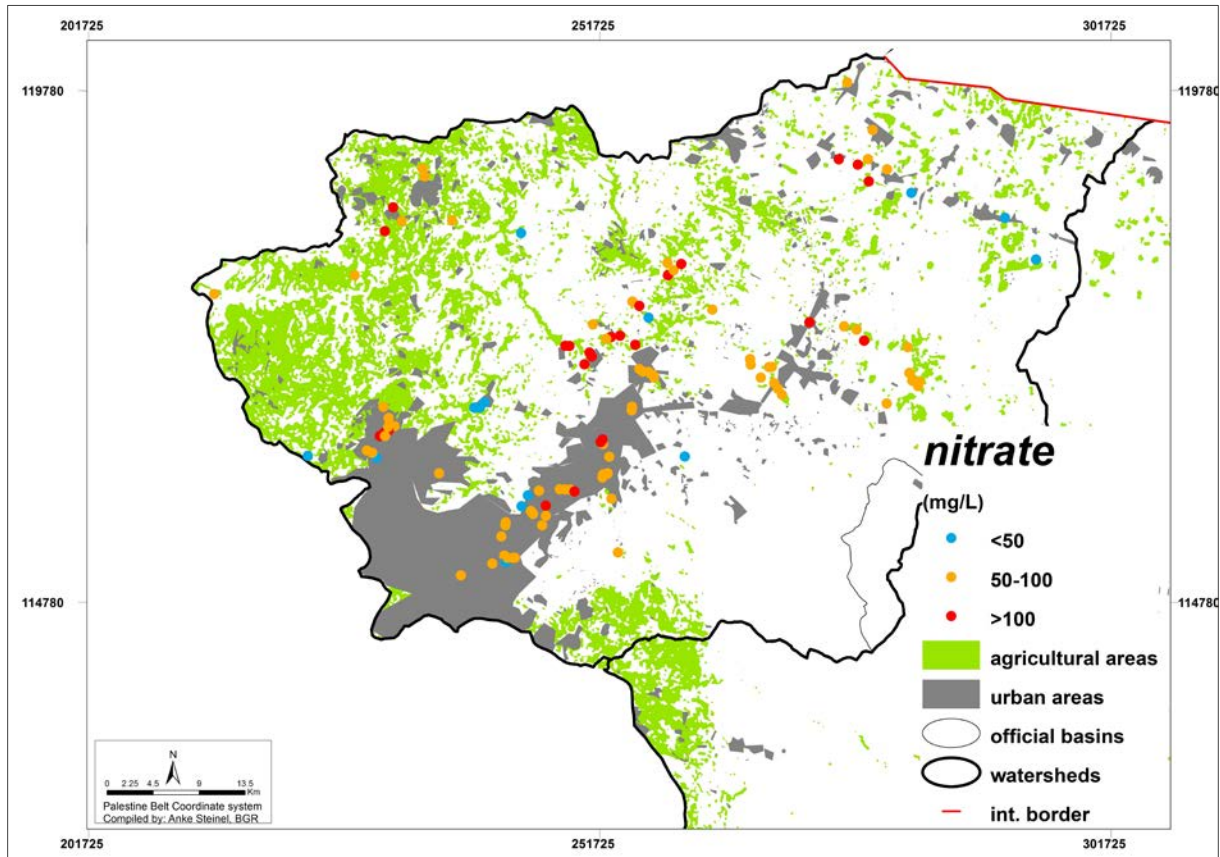 201725 251725 301725
119780 119780
nitrate
(mg/L)
<50
50-100
>100
114780 114780
agricultural areas
urban areas
official basins
watersheds
int. border
N
0 2.25 4.5 9 13.5
Km
Palestine Belt Coordinate system
Compiled by: Anke Steinel, BGR
201725 251725 301725